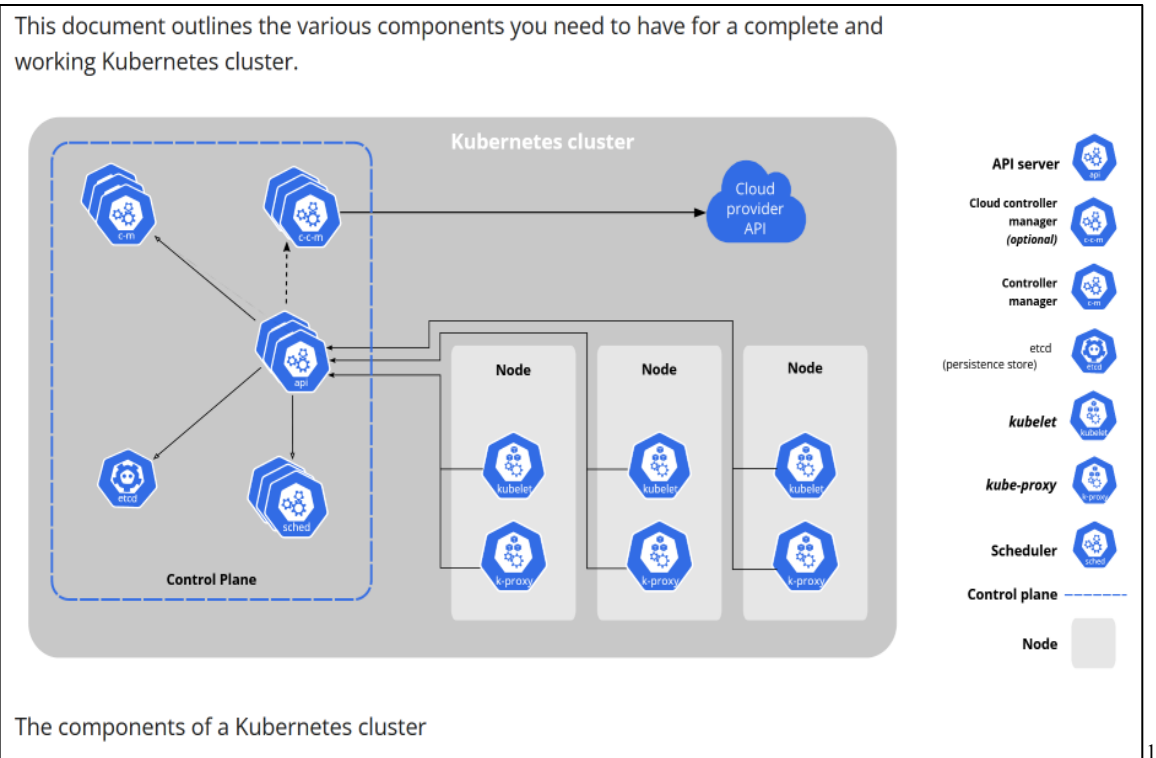 This document outlines the various components you need to have for a complete and
working Kubernetes cluster.
Kubernetes cluster
c-m
c-c-m
Cloud
provider
API
api
etcd
sched
Control Plane
Node
kubelet
k-proxy
Node
kubelet
k-proxy
Node
kubelet
k-proxy
API server
api
Cloud controller
manager
(optional)
c-c-m
Controller
manager
c-m
etcd
(persistence store)
etcd
kubelet
kubelet
kube-proxy
k-proxy
Scheduler
sched
Control plane
Node
The components of a Kubernetes cluster
1